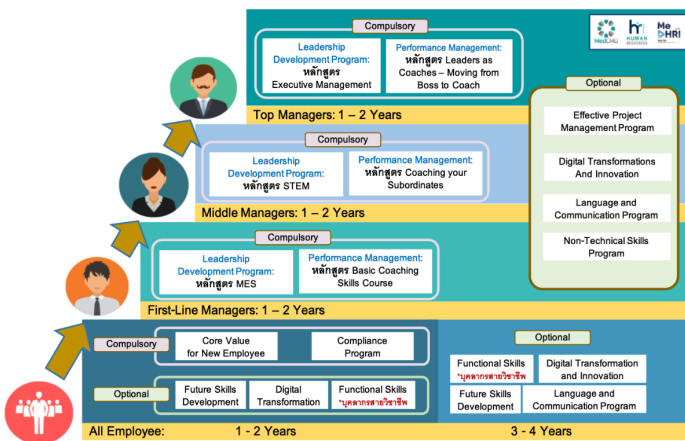 Compulsory
Leadership
Development Program:
หลักสูตร
Executive Management
Performance Management:
หลักสูตร Leaders as
Coaches – Moving from
Boss to Coach
MedCMU
hr
HUMAN
RESOURCES
Me
DHRI
Top Managers: 1 – 2 Years
Optional
Effective Project
Management Program
Digital Transformations
And Innovation
Language and
Communication Program
Non-Technical Skills
Program
Compulsory
Leadership
Development Program:
หลักสูตร STEM
Performance Management:
หลักสูตร Coaching your
Subordinates
Middle Managers: 1 – 2 Years
Compulsory
Leadership
Development Program:
หลักสูตร MES
Performance Management:
หลักสูตร Basic Coaching
Skills Course
First-Line Managers: 1 – 2 Years
Compulsory
Core Value
for New Employee
Compliance
Program
Optional
Future Skills
Development
Digital
Transformation
Functional Skills
*บุคลากรสายวิชาชีพ
Optional
Functional Skills
*บุคลากรสายวิชาชีพ
Digital Transformation
and Innovation
Future Skills
Development
Language and
Communication Program
All Employee:
1 - 2 Years
3 - 4 Years